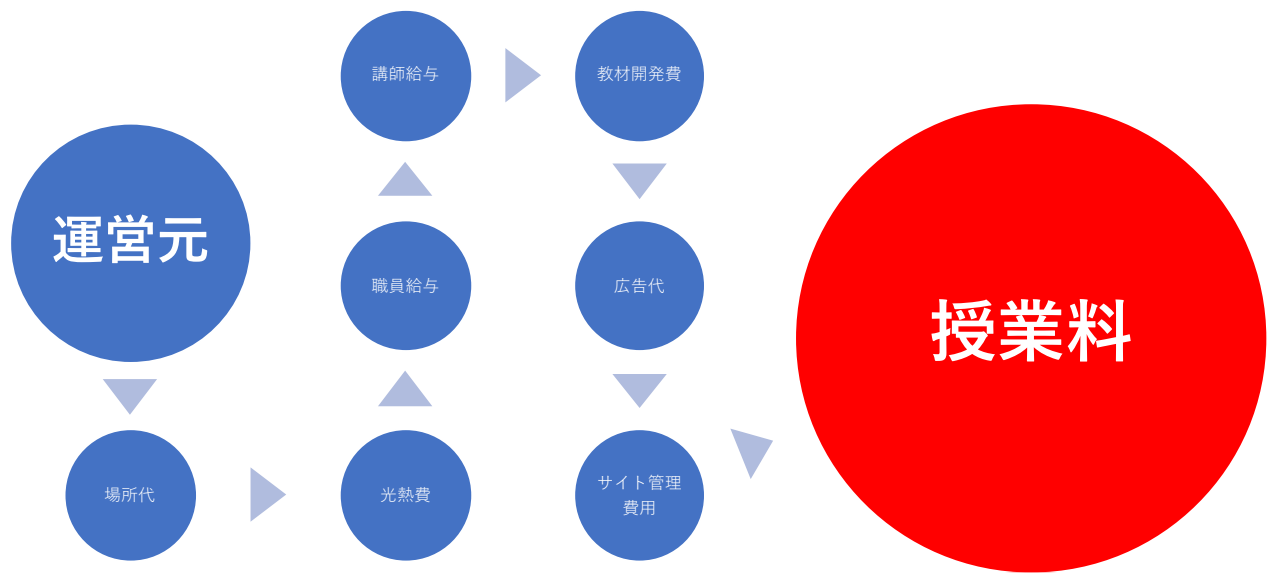 運営元
場所代
光熱費
職員給与
講師給与
教材開発費
広告代
サイト管理
費用
授業料